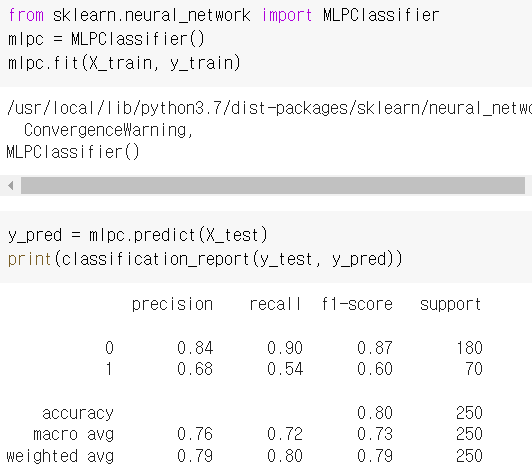 from sklearn.neural_network import MLPClassifier
mlpc = MLPClassifier()
mlpc.fit(X_train, y_train)
/usr/local/lib/python3.7/dist-packages/sklearn/neural_netwo
ConvergenceWarning,
MLPClassifier()
y_pred = mlpc.predict(X_test)
print(classification_report(y_test, y_pred))
precision recall f1-score support
0 0.84 0.90 0.87 180
1 0.68 0.54 0.60 70
accuracy 0.80 250
macro avg 0.76 0.72 0.73 250
weighted avg 0.79 0.80 0.79 250